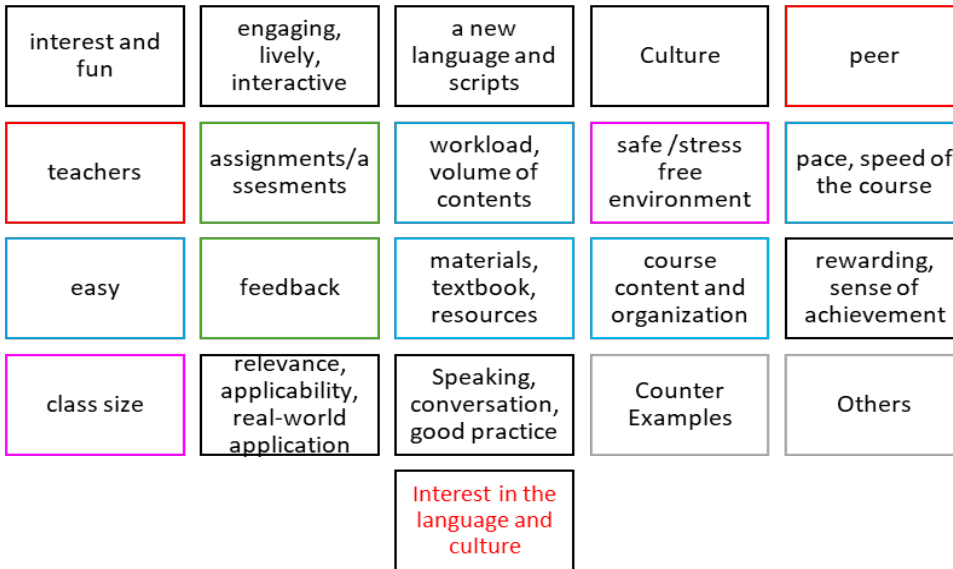 interest and
fun
engaging,
lively,
interactive
a new
language and
scripts
Culture
peer
teachers
assignments/a
ssesments
workload,
volume of
contents
safe /stress
free
environment
pace, speed of
the course
easy
feedback
materials,
textbook,
resources
course
content and
organization
rewarding,
sense of
achievement
class size
relevance,
applicability,
real-world
application
Speaking,
conversation,
good practice
Counter
Examples
Others
Interest in the
language and
culture